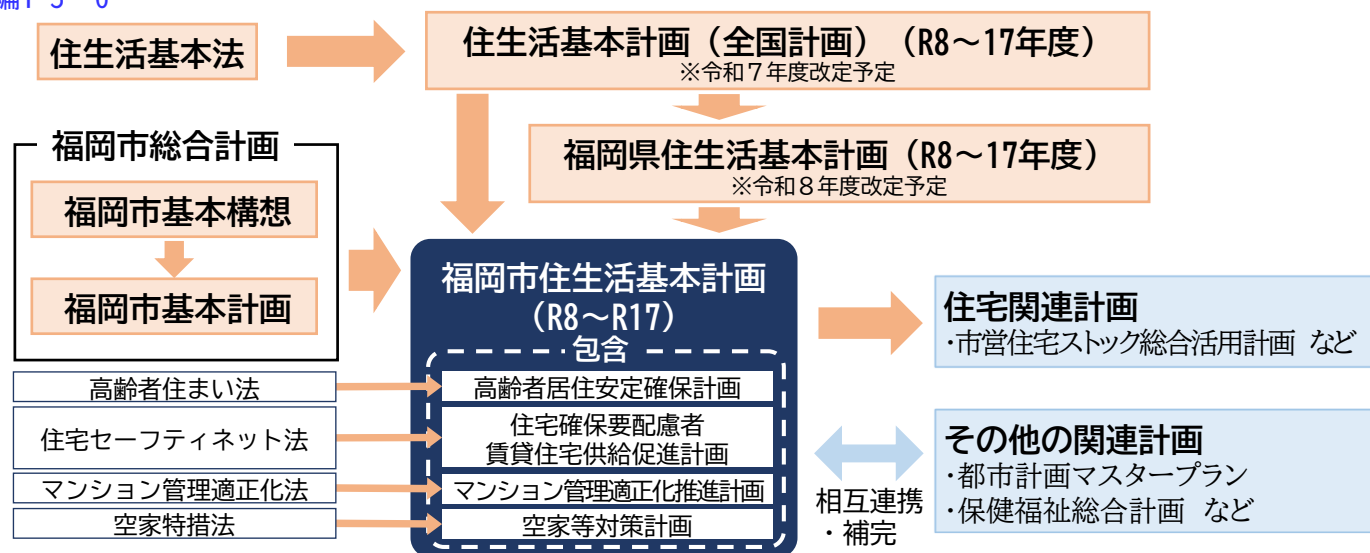 住生活基本法
住生活基本計画（全国計画）（R8～17年度）
※令和７年度改定予定
福岡県住生活基本計画（R8～17年度）
※令和８年度改定予定
福岡市総合計画
福岡市基本構想
福岡市基本計画
福岡市住生活基本計画
（R8～R17）
包含
高齢者住まい法
高齢者居住安定確保計画
住宅セーフティネット法
住宅確保要配慮者
賃貸住宅供給促進計画
マンション管理適正化法
マンション管理適正化推進計画
空家特措法
空家等対策計画
住宅関連計画
・市営住宅ストック総合活用計画 など
その他の関連計画
・都市計画マスタープラン
・保健福祉総合計画 など
相互連携
・補完